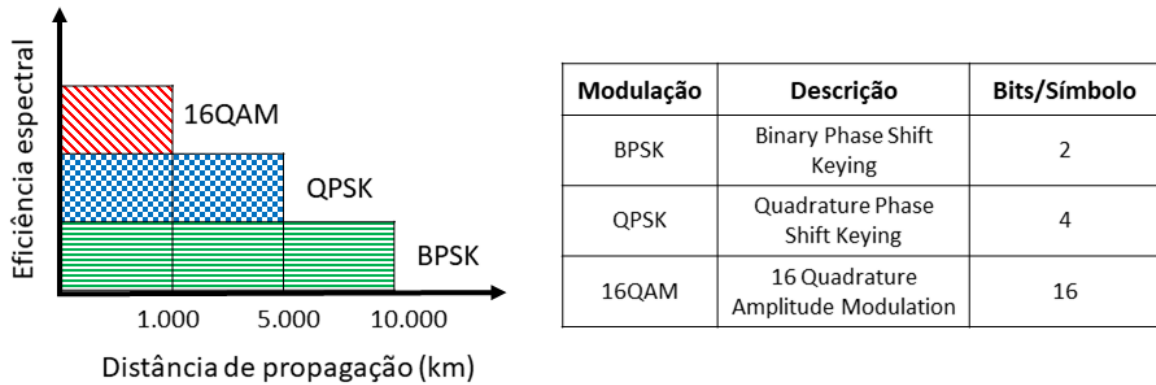 Eficiência espectral
16QAM
QPSK
BPSK
1.000 5.000 10.000
Distância de propagação (km)
Modulação Descrição Bits/Símbolo
BPSK Binary Phase Shift 2
Keying
QPSK Quadrature Phase 4
Shift Keying
16QAM 16 Quadrature 16
Amplitude Modulation